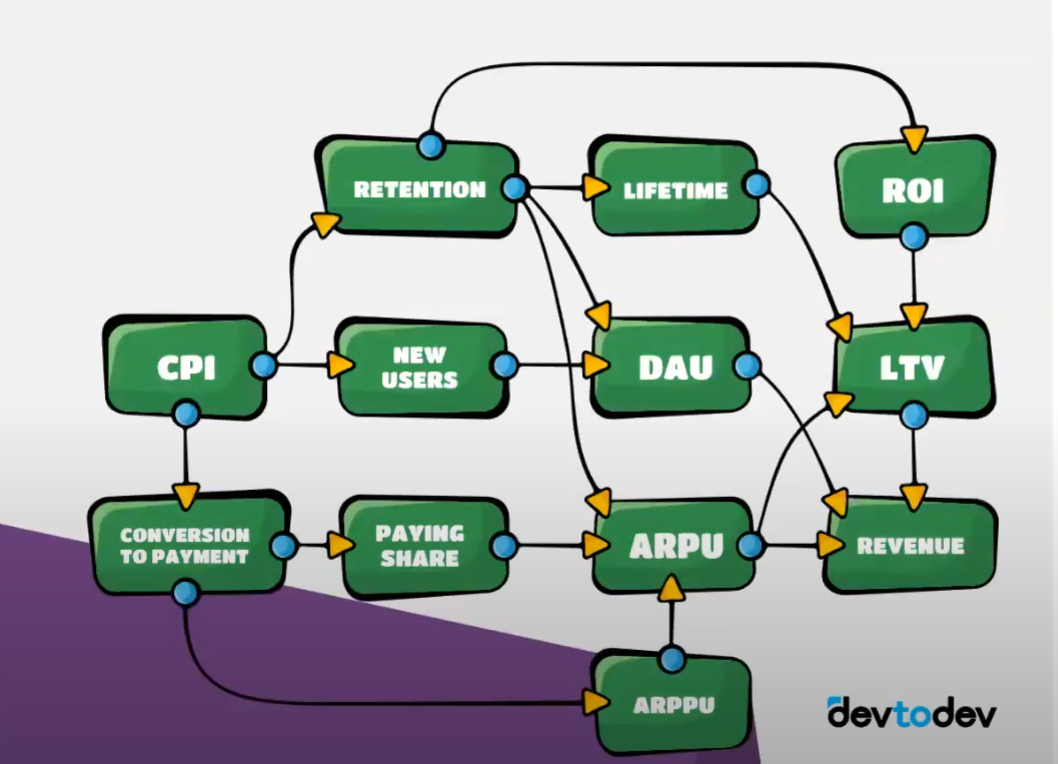 RETENTION
LIFETIME
ROI
CPI
NEW
USERS
DAU
LTV
CONVERSION
TO PAYMENT
PAYING
SHARE
ARPU
REVENUE
ARPPU
devtodev